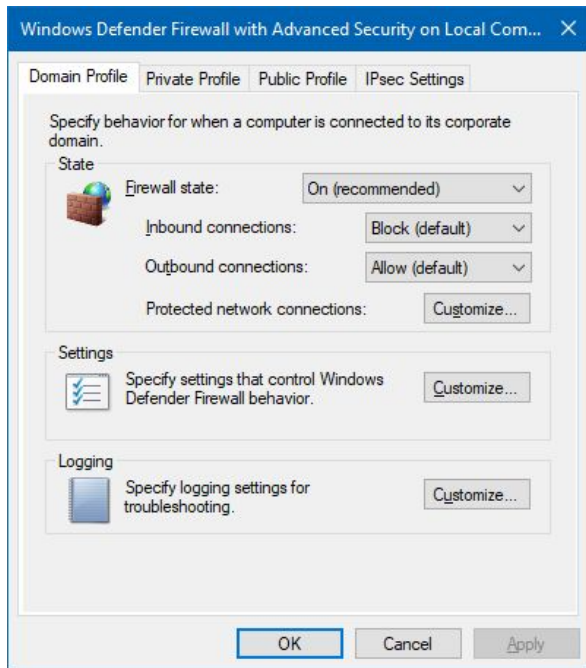 Windows Defender Firewall with Advanced Security on Local Com...
Domain Profile Private Profile Public Profile IPsec Settings
Specify behavior for when a computer is connected to its corporate
domain.
State
Firewall state: On (recommended)
Inbound connections: Block (default)
Outbound connections: Allow (default)
Protected network connections: Customize...
Settings
Specify settings that control Windows
Defender Firewall behavior.
Customize...
Logging
Specify logging settings for
troubleshooting.
Customize...
OK Cancel Apply